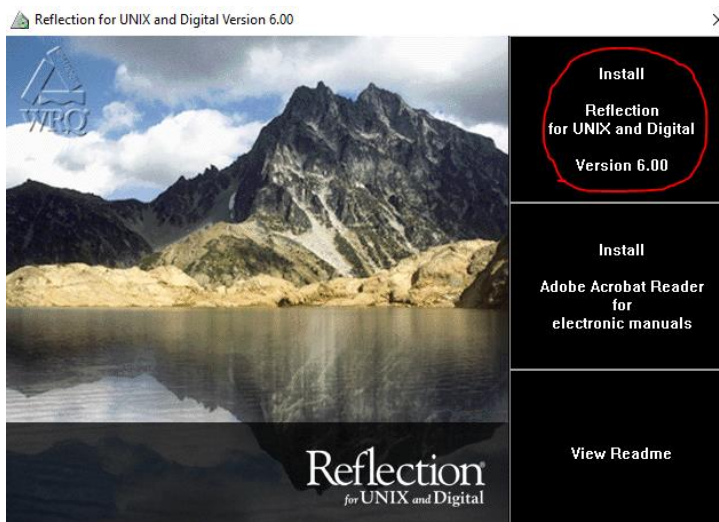 Reflection for UNIX and Digital Version 6.00
WRQ
Install
Reflection
for UNIX and Digital
Version 6.00
Install
Adobe Acrobat Reader
for
electronic manuals
View Readme
Reflection®
for UNIX and Digital